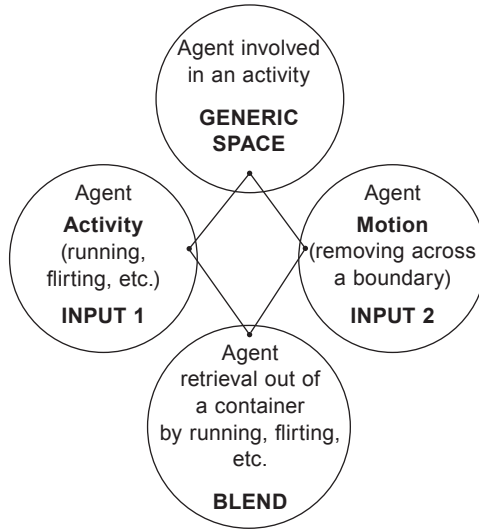 Agent involved
in an activity
GENERIC
SPACE
Agent
Activity
(running,
flirting, etc.)
INPUT 1
Agent
Motion
(removing across
a boundary)
INPUT 2
Agent
retrieval out of
a container
by running, flirting,
etc.
BLEND